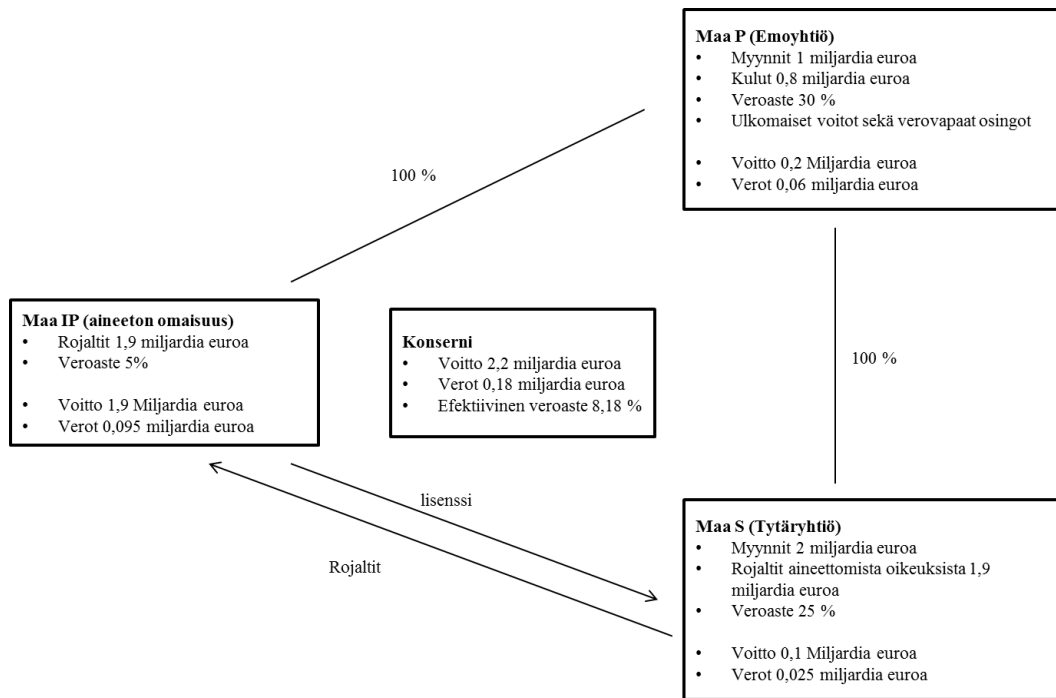 Maa P (Emoyhtiö)
• Myynnit 1 miljardia euroa
• Kulut 0,8 miljardia euroa
• Veroaste 30 %
• Ulkomaiset voitot sekä verovapaat osingot
• Voitto 0,2 Miljardia euroa
• Verot 0,06 miljardia euroa
100 %
Maa IP (aineeton omaisuus)
• Rojaltit 1,9 miljardia euroa
• Veroaste 5%
• Voitto 1,9 Miljardia euroa
• Verot 0,095 miljardia euroa
Konserni
• Voitto 2,2 miljardia euroa
• Verot 0,18 miljardia euroa
• Efektiivinen veroaste 8,18 %
100 %
lisenssi
Rojaltit
Maa S (Tytäryhtiö)
• Myynnit 2 miljardia euroa
• Rojaltit aineettomista oikeuksista 1,9
miljardia euroa
• Veroaste 25 %
• Voitto 0,1 Miljardia euroa
• Verot 0,025 miljardia euroa